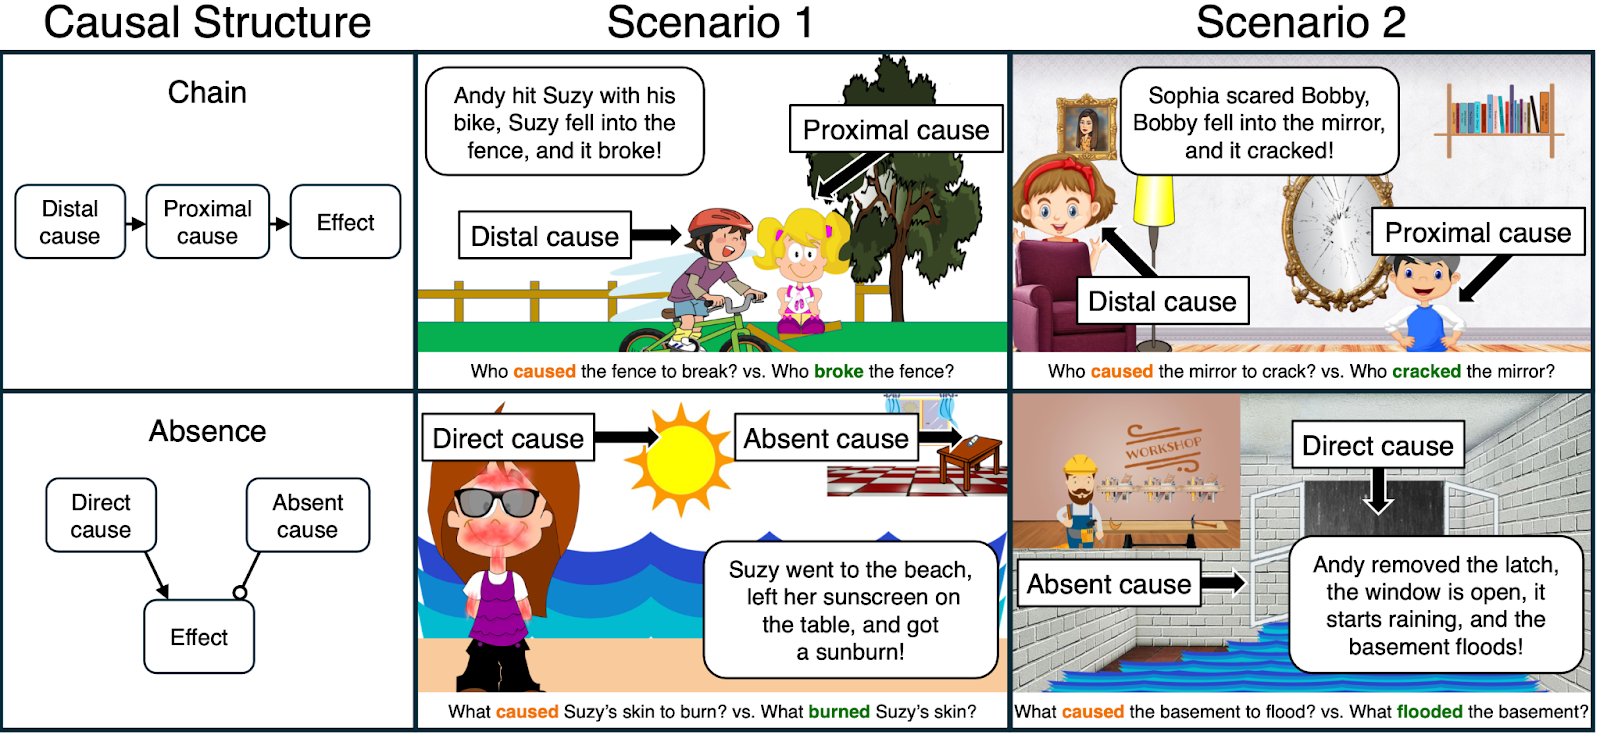 Causal Structure
Scenario 1
Scenario 2
Chain
Distal
cause
Proximal
cause
Effect
Andy hit Suzy with his
bike, Suzy fell into the
fence, and it broke!
Proximal cause
Distal cause
Who caused the fence to break? vs. Who broke the fence?
Sophia scared Bobby,
Bobby fell into the mirror,
and it cracked!
Proximal cause
Distal cause
Who caused the mirror to crack? vs. Who cracked the mirror?
Absence
Direct
cause
Absent
cause
Effect
Direct cause
Absent cause
Suzy went to the beach,
left her sunscreen on
the table, and got
a sunburn!
What caused Suzy’s skin to burn? vs. What burned Suzy’s skin?
WORKSHOP
Direct cause
Absent cause
Andy removed the latch,
the window is open, it
starts raining, and the
basement floods!
What caused the basement to flood? vs. What flooded the basement?